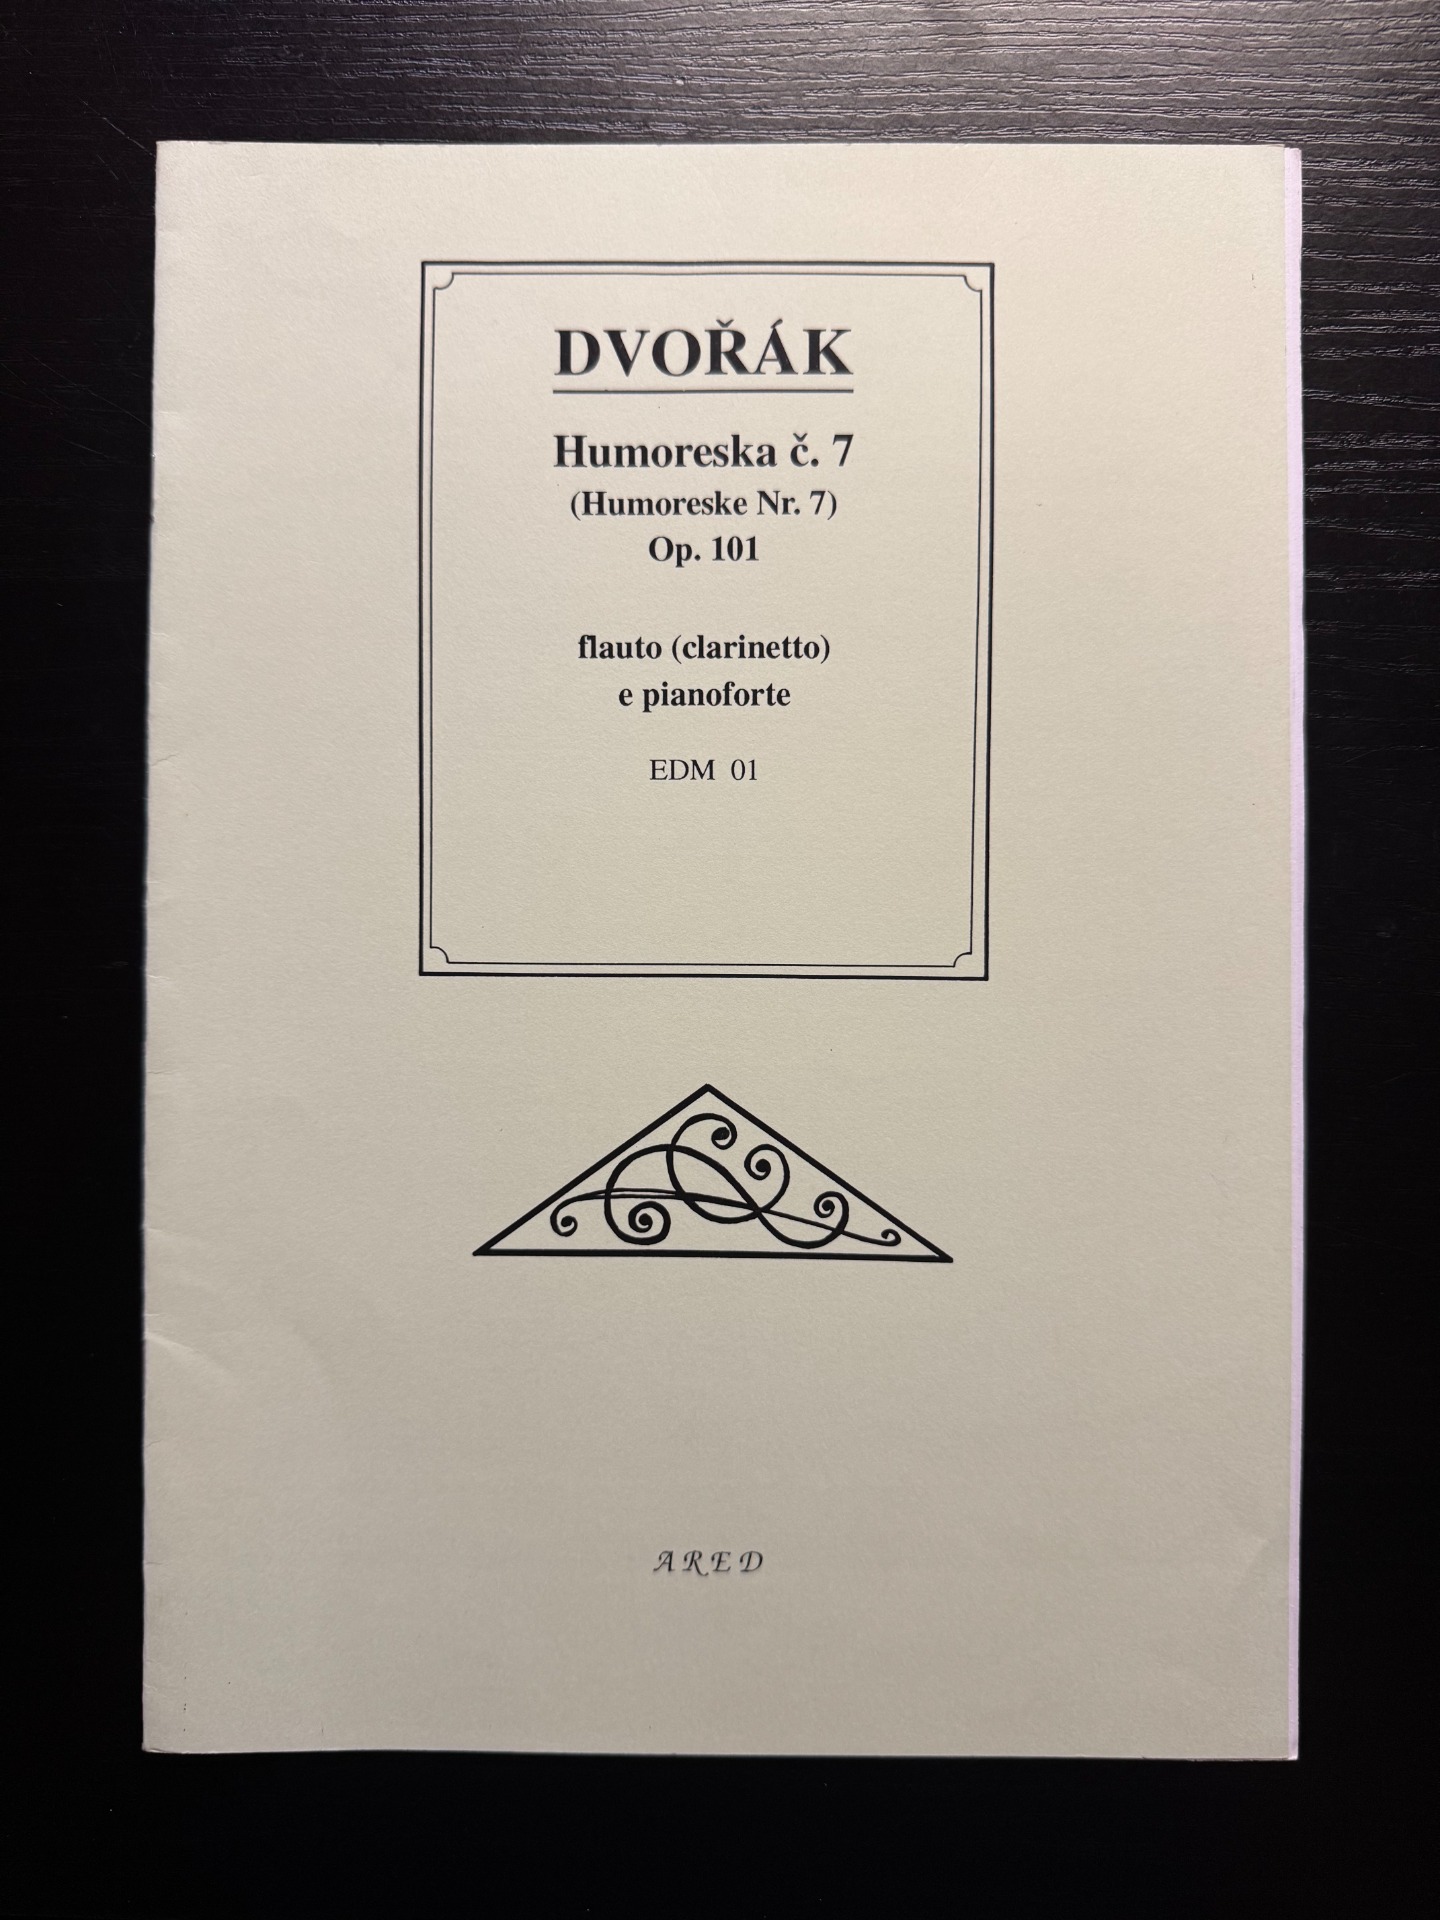 DVOŘÁK
Humoreska č. 7
(Humoreske Nr. 7)
Op. 101
flauto (clarinetto)
e pianoforte
EDM 01
ARED